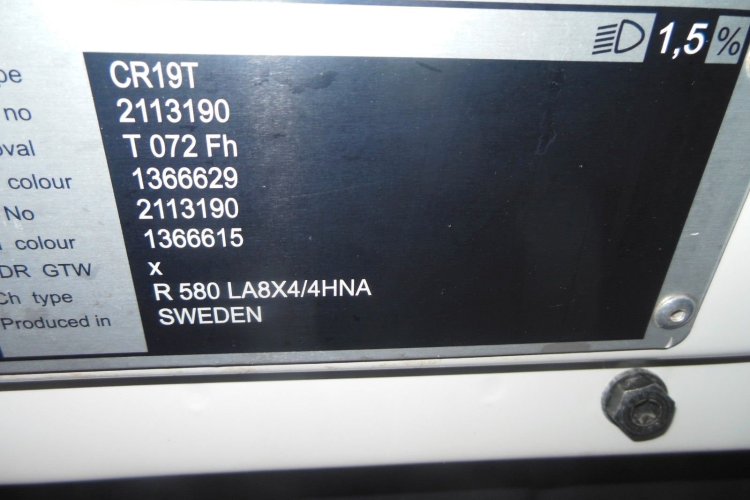 1,5 %
pe CR19T
no 2113190
oval T 072 Fh
colour 1366629
No 2113190
colour 1366615
DR GTW x
Ch type R 580 LA8X4/4HNA
Produced in SWEDEN